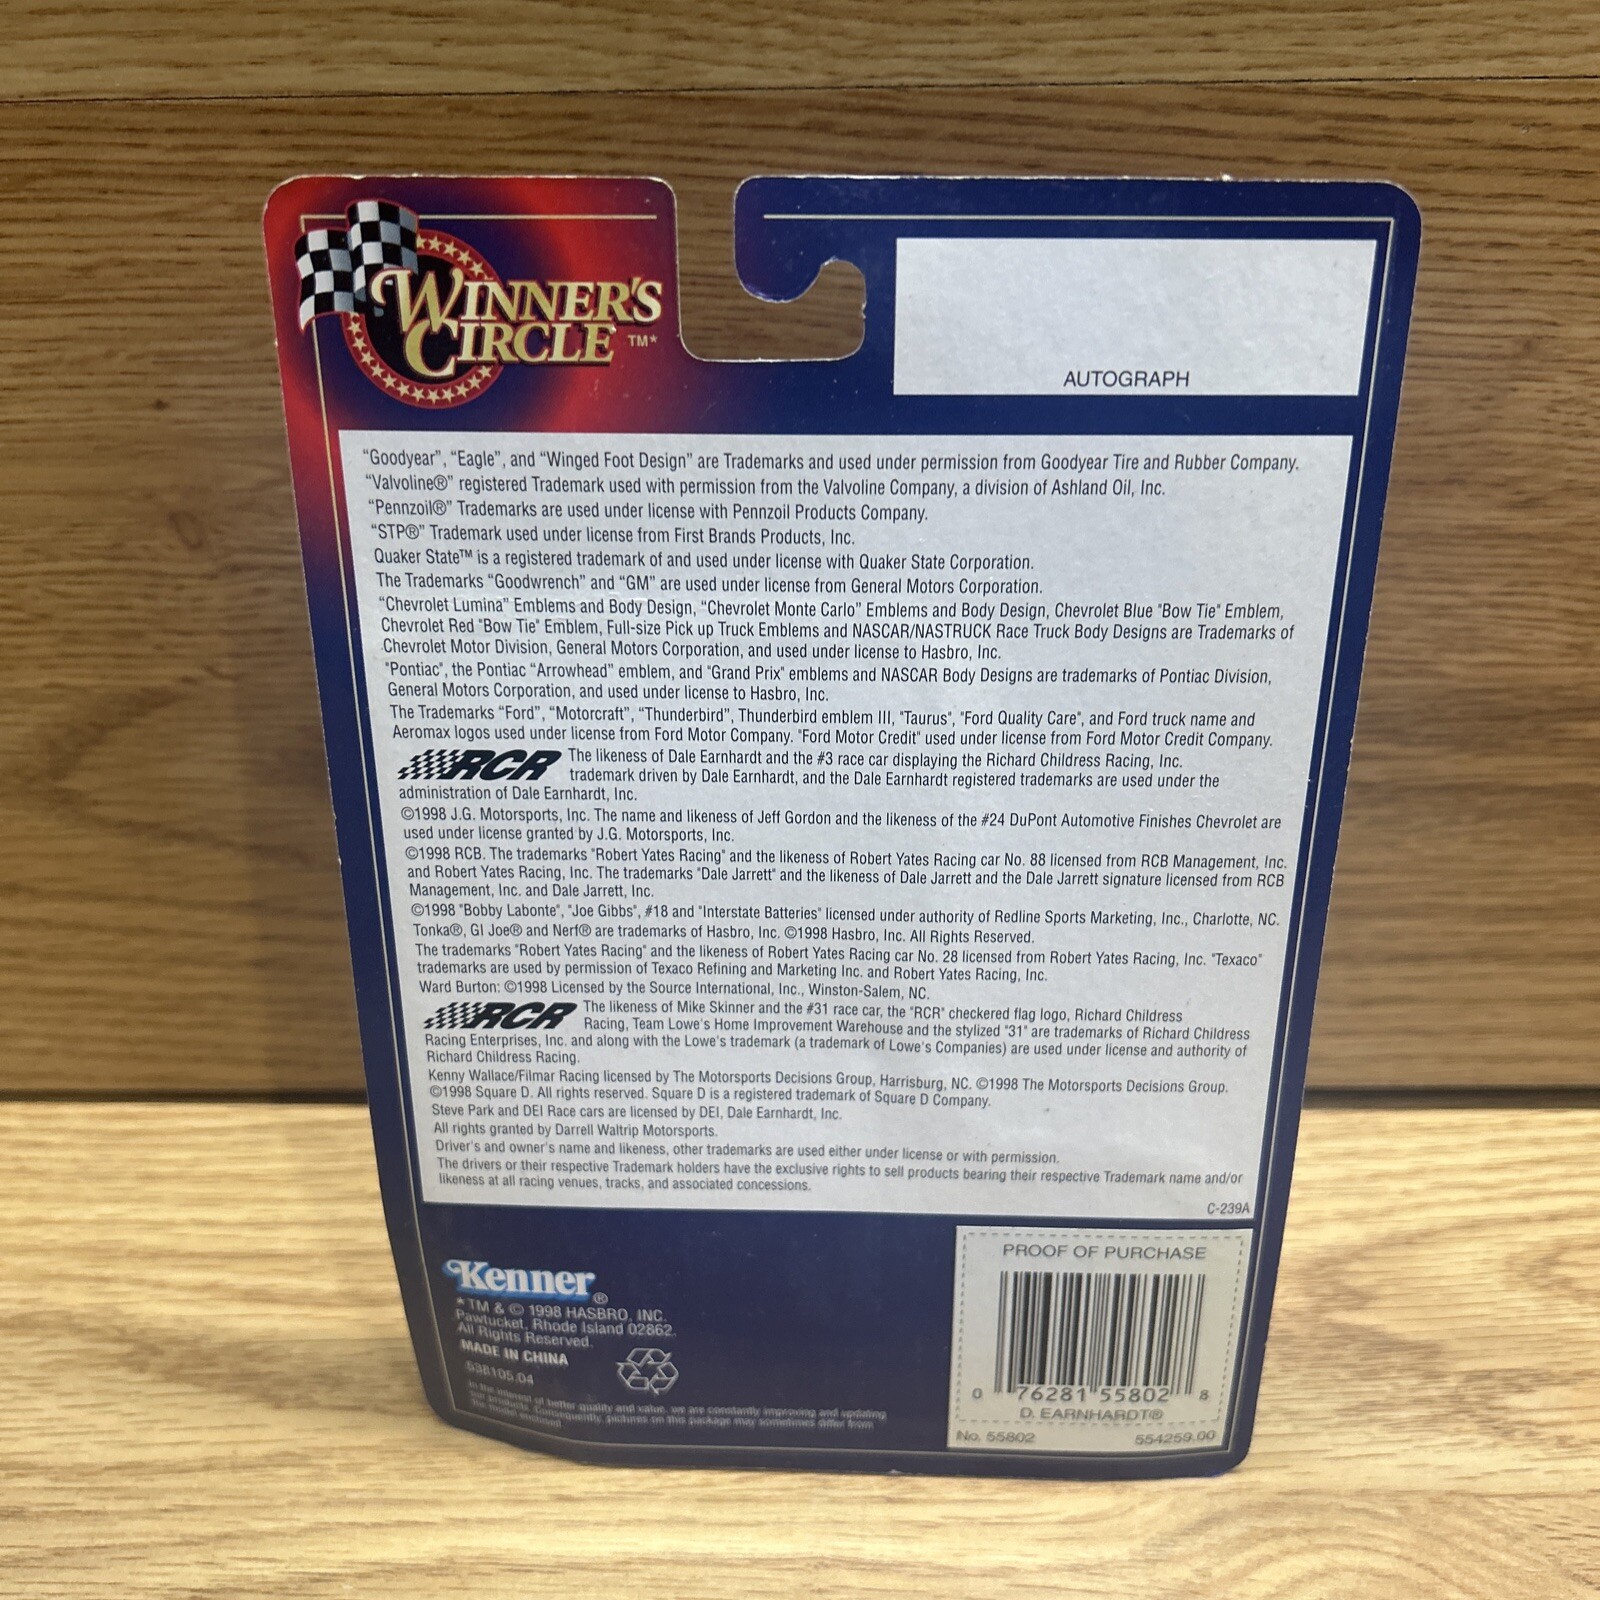 WINNER'S
CIRCLE ™*
AUTOGRAPH
“Goodyear”, “Eagle”, and “Winged Foot Design” are Trademarks and used under permission from Goodyear Tire and Rubber Company.
“Valvoline®” registered Trademark used with permission from the Valvoline Company, a division of Ashland Oil, Inc.
“Pennzoil®” Trademarks are used under license with Pennzoil Products Company.
“STP®” Trademark used under license from First Brands Products, Inc.
Quaker State™ is a registered trademark of and used under license with Quaker State Corporation.
The Trademarks “Goodwrench” and “GM” are used under license from General Motors Corporation.
“Chevrolet Lumina” Emblems and Body Design, “Chevrolet Monte Carlo” Emblems and Body Design, Chevrolet Blue "Bow Tie" Emblem,
Chevrolet Red "Bow Tie" Emblem, Full-size Pick up Truck Emblems and NASCAR/NASTRUCK Race Truck Body Designs are Trademarks of
Chevrolet Motor Division, General Motors Corporation, and used under license to Hasbro, Inc.
"Pontiac", the Pontiac “Arrowhead” emblem, and "Grand Prix" emblems and NASCAR Body Designs are trademarks of Pontiac Division,
General Motors Corporation, and used under license to Hasbro, Inc.
The Trademarks “Ford”, “Motorcraft”, “Thunderbird”, Thunderbird emblem III, "Taurus", "Ford Quality Care", and Ford truck name and
Aeromax logos used under license from Ford Motor Company. "Ford Motor Credit" used under license from Ford Motor Credit Company.
RCR The likeness of Dale Earnhardt and the #3 race car displaying the Richard Childress Racing, Inc.
trademark driven by Dale Earnhardt, and the Dale Earnhardt registered trademarks are used under the
administration of Dale Earnhardt, Inc.
©1998 J.G. Motorsports, Inc. The name and likeness of Jeff Gordon and the likeness of the #24 DuPont Automotive Finishes Chevrolet are
used under license granted by J.G. Motorsports, Inc.
©1998 RCB. The trademarks "Robert Yates Racing" and the likeness of Robert Yates Racing car No. 88 licensed from RCB Management, Inc.
and Robert Yates Racing, Inc. The trademarks "Dale Jarrett" and the likeness of Dale Jarrett and the Dale Jarrett signature licensed from RCB
Management, Inc. and Dale Jarrett, Inc.
©1998 "Bobby Labonte", "Joe Gibbs", #18 and "Interstate Batteries" licensed under authority of Redline Sports Marketing, Inc., Charlotte, NC.
Tonka®, GI Joe® and Nerf® are trademarks of Hasbro, Inc. ©1998 Hasbro, Inc. All Rights Reserved.
The trademarks "Robert Yates Racing" and the likeness of Robert Yates Racing car No. 28 licensed from Robert Yates Racing, Inc. "Texaco"
trademarks are used by permission of Texaco Refining and Marketing Inc. and Robert Yates Racing, Inc.
Ward Burton: ©1998 Licensed by the Source International, Inc., Winston-Salem, NC.
RCR The likeness of Mike Skinner and the #31 race car, the "RCR" checkered flag logo, Richard Childress
Racing, Team Lowe's Home Improvement Warehouse and the stylized "31" are trademarks of Richard Childress
Racing Enterprises, Inc. and along with the Lowe's trademark (a trademark of Lowe's Companies) are used under license and authority of
Richard Childress Racing.
Kenny Wallace/Filmar Racing licensed by The Motorsports Decisions Group, Harrisburg, NC. ©1998 The Motorsports Decisions Group.
©1998 Square D. All rights reserved. Square D is a registered trademark of Square D Company.
Steve Park and DEI Race cars are licensed by DEI, Dale Earnhardt, Inc.
All rights granted by Darrell Waltrip Motorsports.
Driver's and owner's name and likeness, other trademarks are used either under license or with permission.
The drivers or their respective Trademark holders have the exclusive rights to sell products bearing their respective Trademark name and/or
likeness at all racing venues, tracks, and associated concessions.
C-239A
Kenner®
*TM & © 1998 HASBRO, INC.
Pawtucket, Rhode Island 02862.
All Rights Reserved.
MADE IN CHINA
538105.04
In the interest of better quality and value, we are constantly improving and updating
our products. Consequently, pictures on this package may sometimes differ from
the model enclosed.
PROOF OF PURCHASE
0 76281 55802 8
D. EARNHARDT®
No. 55802 554259.00